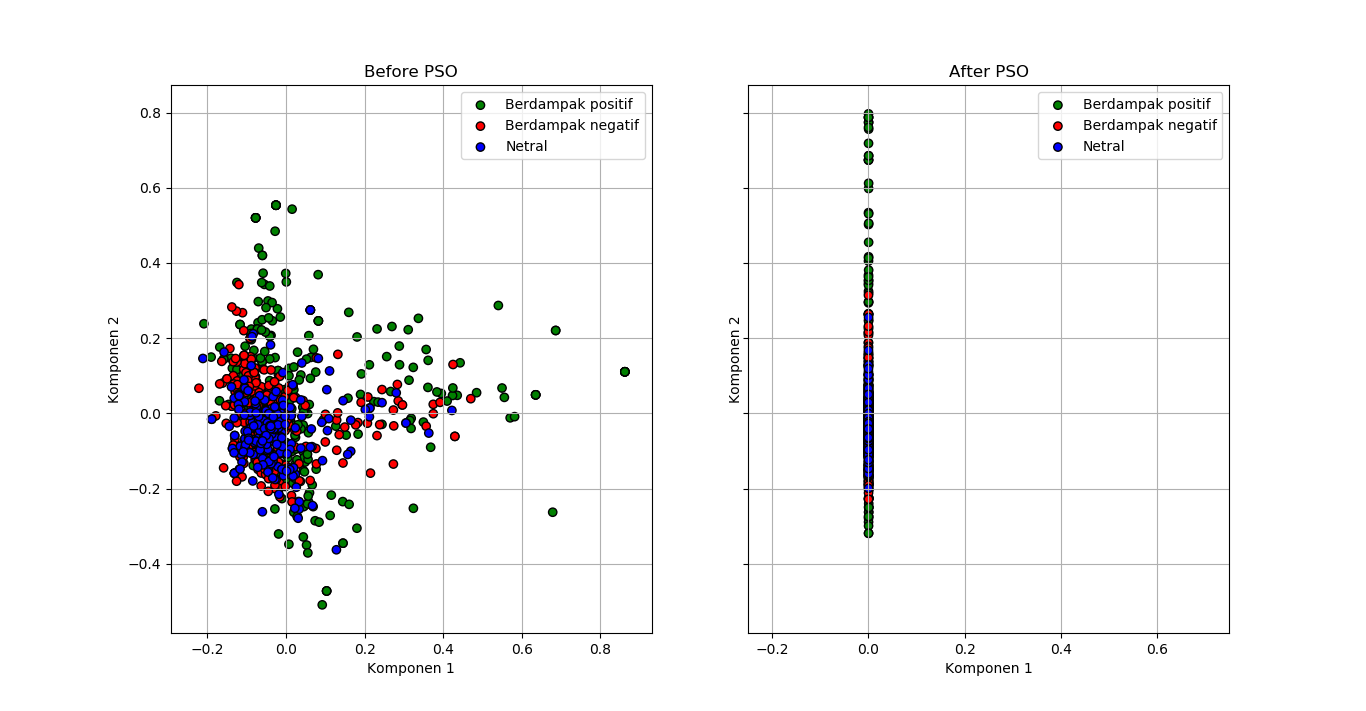 Before PSO
Berdampak positif
Berdampak negatif
Netral
0.8
0.6
0.4
0.2
0.0
−0.2
−0.4
Komponen 2
−0.2
0.0
0.2
0.4
0.6
0.8
Komponen 1
After PSO
Berdampak positif
Berdampak negatif
Netral
Komponen 2
−0.2
0.0
0.2
0.4
0.6
Komponen 1